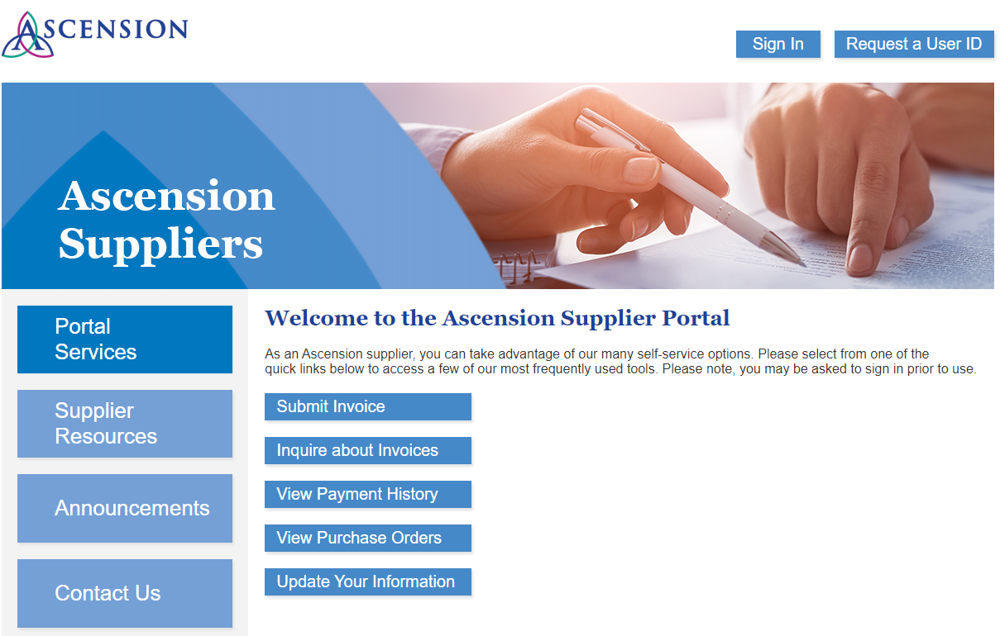 ASCENSION
Sign In
Request a User ID
Ascension
Suppliers
Portal
Services
Supplier
Resources
Announcements
Contact Us
Welcome to the Ascension Supplier Portal
As an Ascension supplier, you can take advantage of our many self-service options. Please select from one of the
quick links below to access a few of our most frequently used tools. Please note, you may be asked to sign in prior to use.
Submit Invoice
Inquire about Invoices
View Payment History
View Purchase Orders
Update Your Information